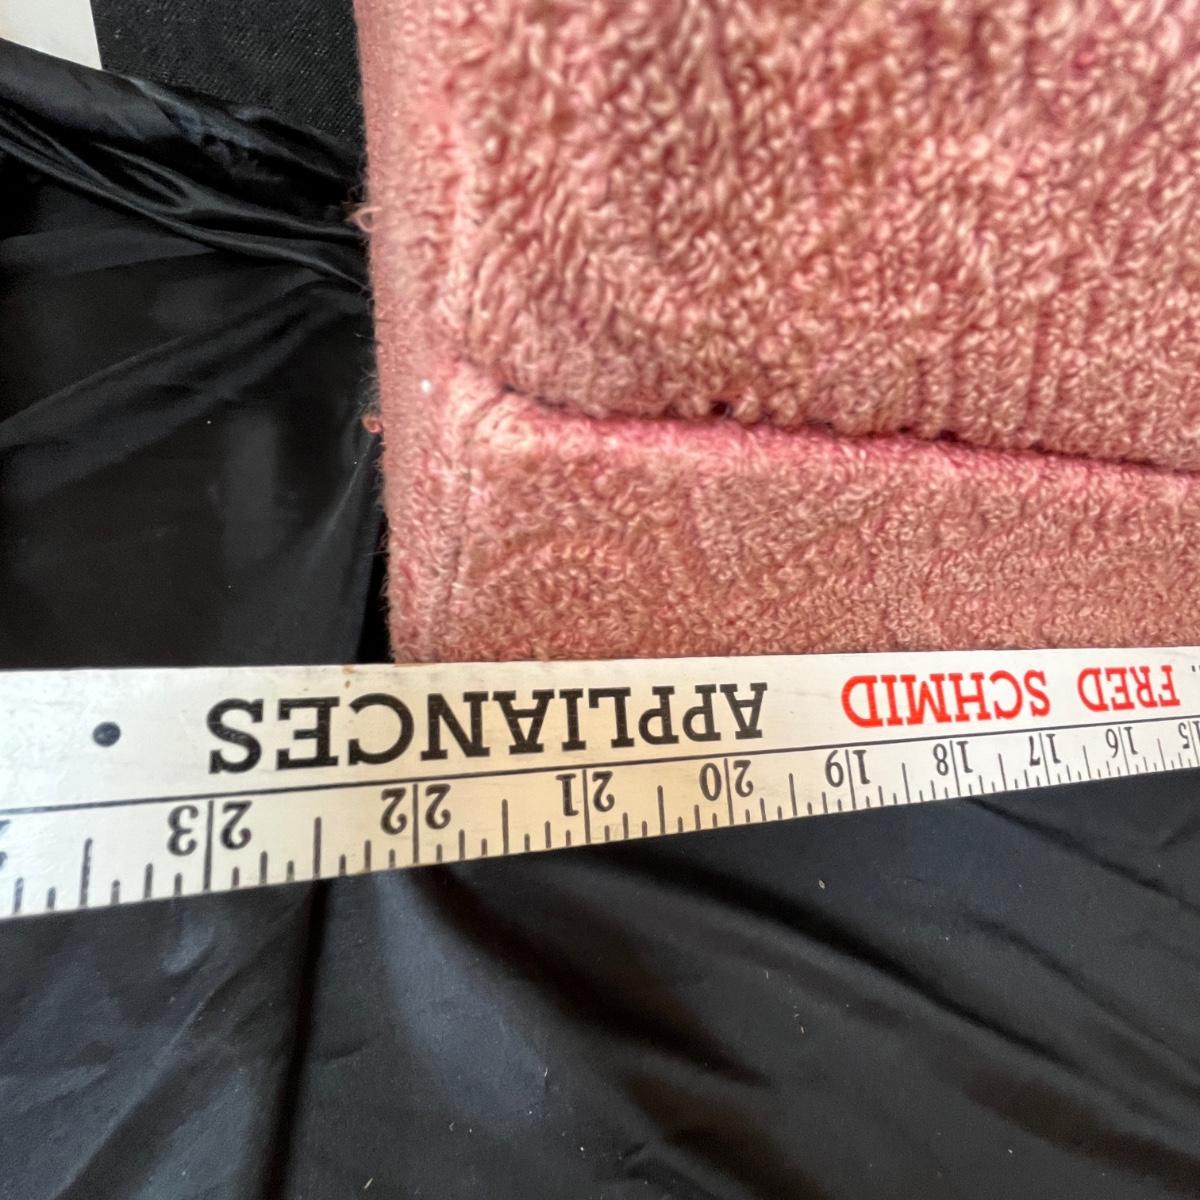 FRED SCHMID APPLIANCES
15 16 17 18 19 20 21 22 23